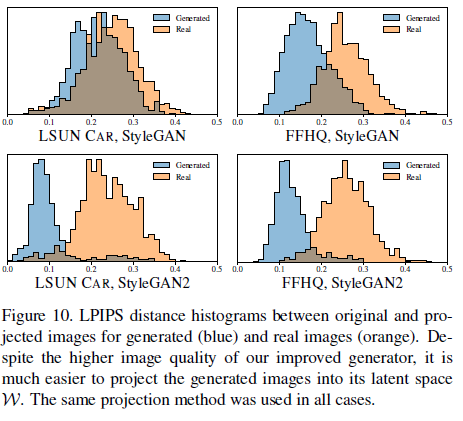 Generated
Real
Generated
Real
0.0 0.1 0.2 0.3 0.4 0.5
0.0 0.1 0.2 0.3 0.4 0.5
LSUN CAR, StyleGAN
FFHQ, StyleGAN
Generated
Real
Generated
Real
0.0 0.1 0.2 0.3 0.4 0.5
0.0 0.1 0.2 0.3 0.4 0.5
LSUN CAR, StyleGAN2
FFHQ, StyleGAN2
Figure 10. LPIPS distance histograms between original and pro-
jected images for generated (blue) and real images (orange). De-
spite the higher image quality of our improved generator, it is
much easier to project the generated images into its latent space
W. The same projection method was used in all cases.